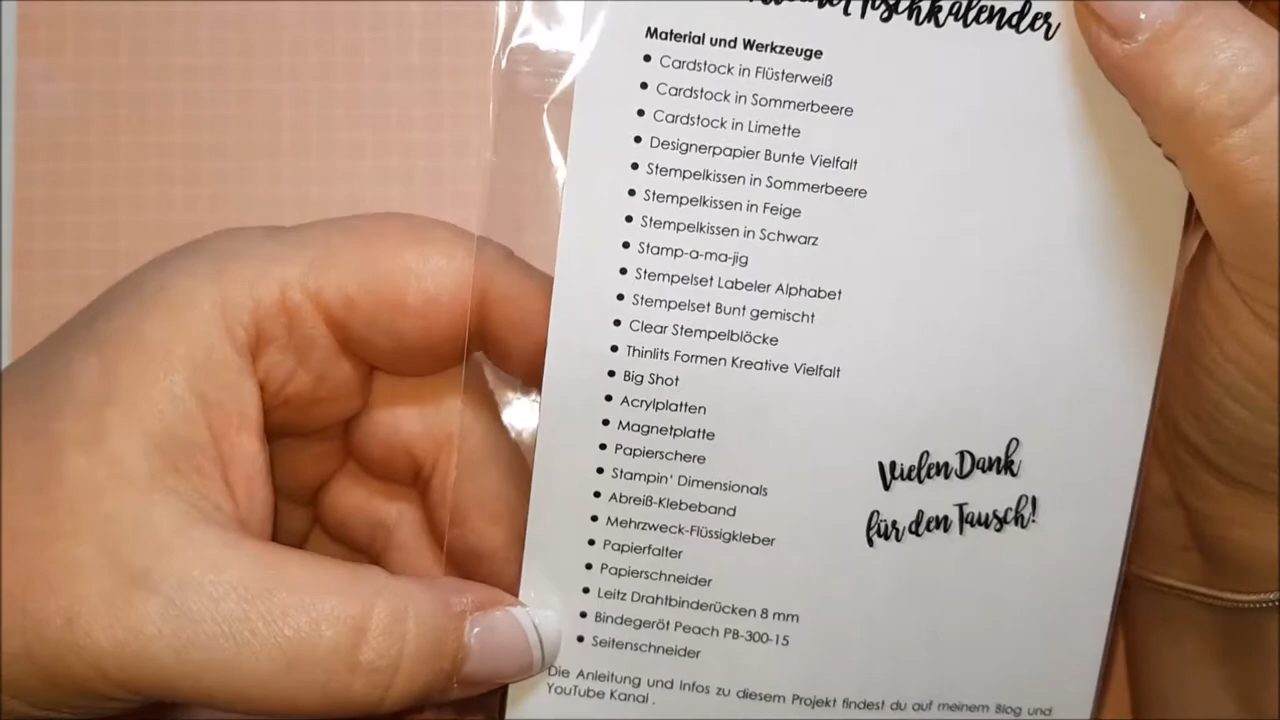 Tischkalender
Material und Werkzeuge
• Cardstock in Flüsterweiß
• Cardstock in Sommerbeere
• Cardstock in Limette
• Designerpapier Bunte Vielfalt
• Stempelkissen in Sommerbeere
• Stempelkissen in Feige
• Stempelkissen in Schwarz
• Stamp-a-ma-jig
• Stempelset Labeler Alphabet
• Stempelset Bunt gemischt
• Clear Stempelblöcke
• Thinlits Formen Kreative Vielfalt
• Big Shot
• Acrylplatten
• Magnetplatte
• Papierschere
• Stampin' Dimensionals
• Abreiß-Klebeband
• Mehrzweck-Flüssigkleber
• Papierfalter
• Papierschneider
• Leitz Drahtbinderücken 8 mm
• Bindegeröt Peach PB-300-15
• Seitenschneider
Vielen Dank
für den Tausch!
Die Anleitung und Infos zu diesem Projekt findest du auf meinem Blog und
YouTube Kanal .